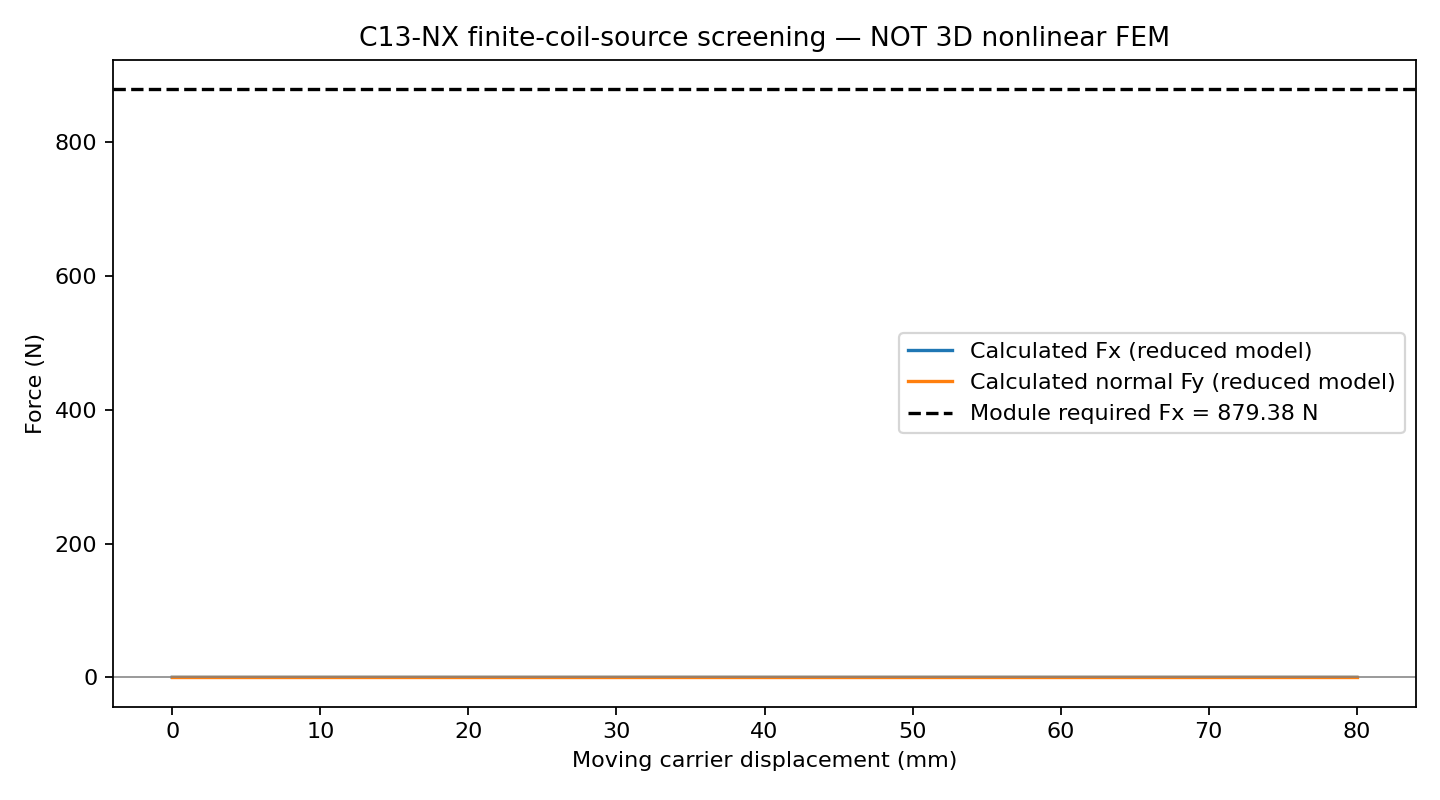 C13-NX finite-coil-source screening — NOT 3D nonlinear FEM
Force (N)
800
600
400
200
0
Calculated Fx (reduced model)
Calculated normal Fy (reduced model)
Module required Fx = 879.38 N
0 10 20 30 40 50 60 70 80
Moving carrier displacement (mm)